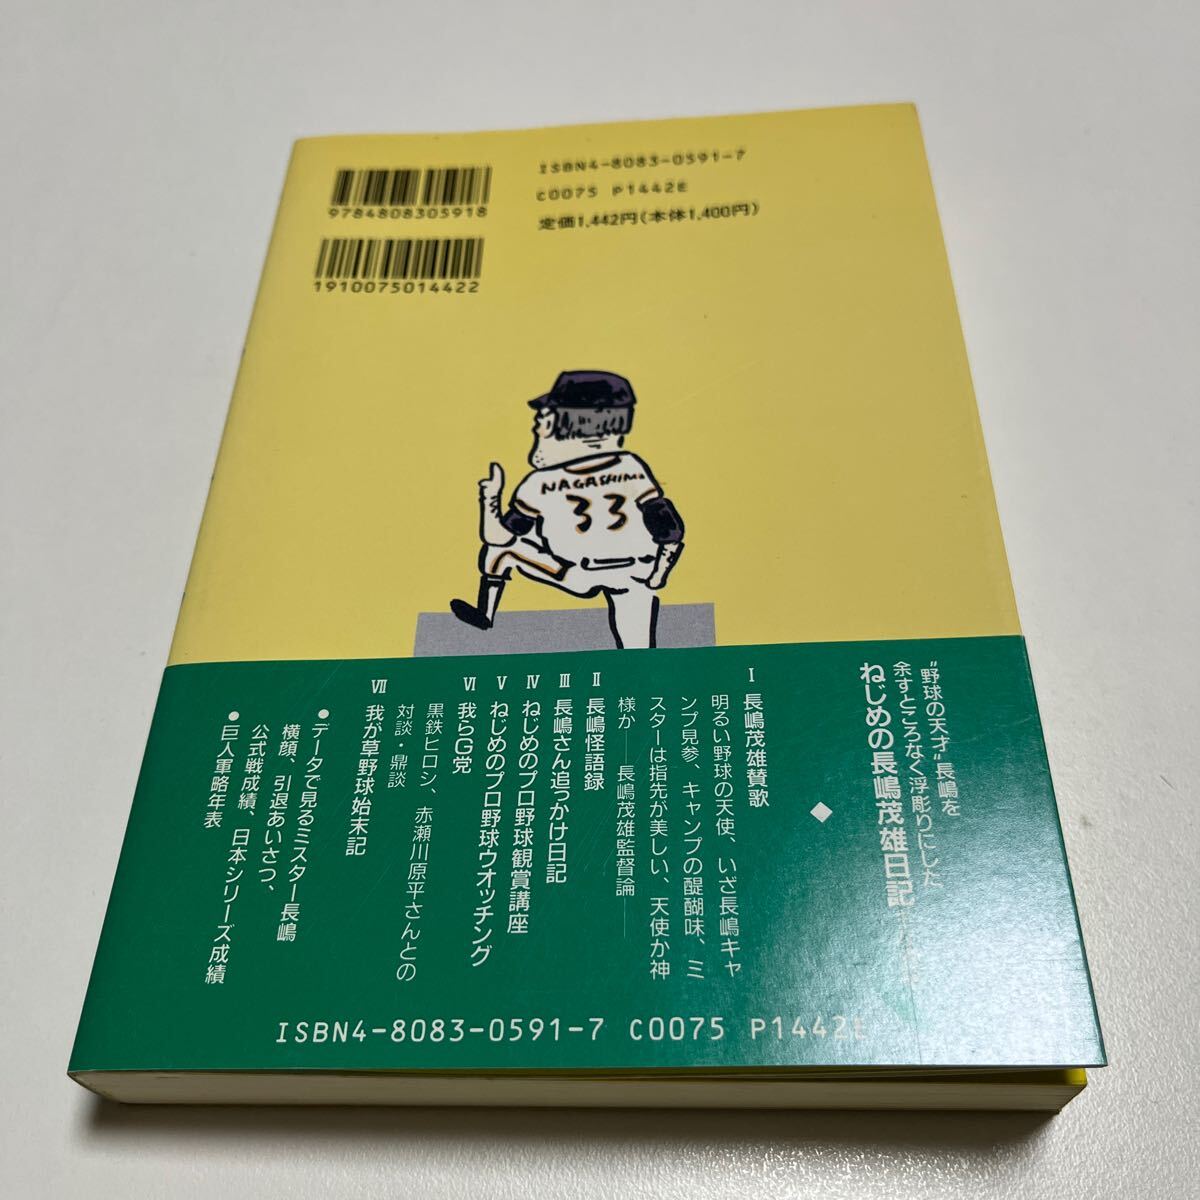 ISBN4-8083-0591-7
C0075 P1442E
定価1,442円(本体1,400円)
9784808305918
1910075014422
NAGASHIMA
33
“野球の天才”長嶋を
余すところなく浮彫りにした
ねじめの長嶋茂雄日記
◆
Ⅰ 長嶋茂雄賛歌
明るい野球の天使、いざ長嶋キャ
ンプ見参、キャンプの醍醐味、ミ
スターは指先が美しい、天使か神
様か——長嶋茂雄監督論——
Ⅱ 長嶋怪語録
Ⅲ 長嶋さん追っかけ日記
Ⅳ ねじめのプロ野球観賞講座
Ⅴ ねじめのプロ野球ウオッチング
Ⅵ 我らG党
黒鉄ヒロシ、赤瀬川原平さんとの
対談・鼎談
Ⅶ 我が草野球始末記
●データで見るミスター長嶋
横顔、引退あいさつ、
公式戦成績、日本シリーズ成績
●巨人軍略年表
ISBN4-8083-0591-7 C0075 P1442E